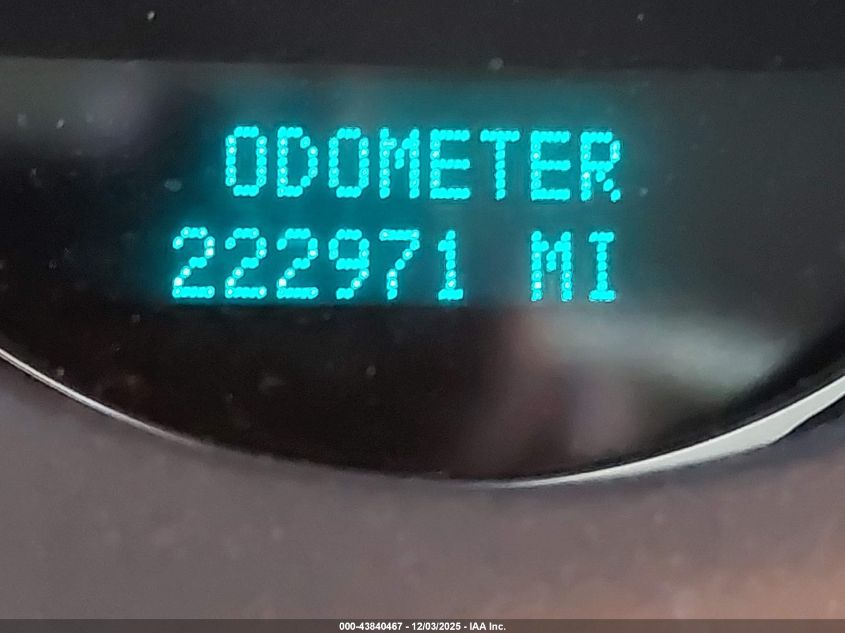 ODOMETER
222971 MI
000-43840467 - 12/03/2025 - IAA Inc.